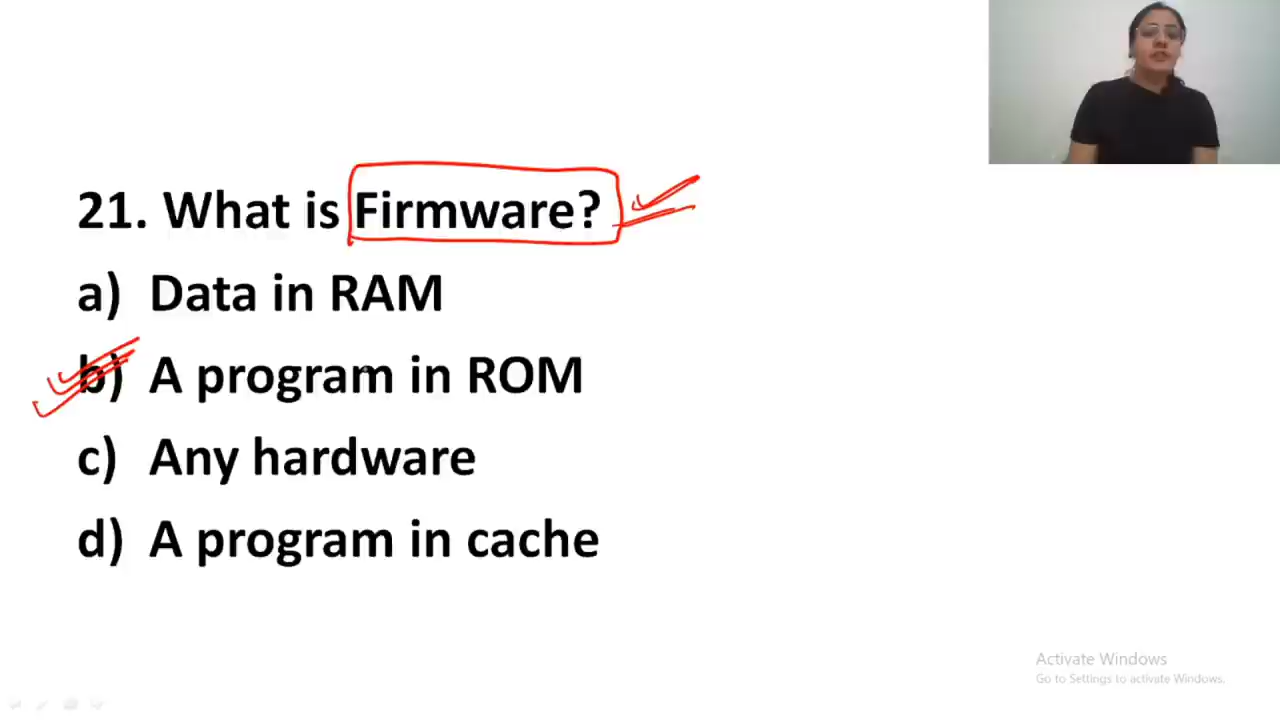 21. What is Firmware?
a) Data in RAM
b) A program in ROM
c) Any hardware
d) A program in cache
Activate Windows
Go to Settings to activate Windows.